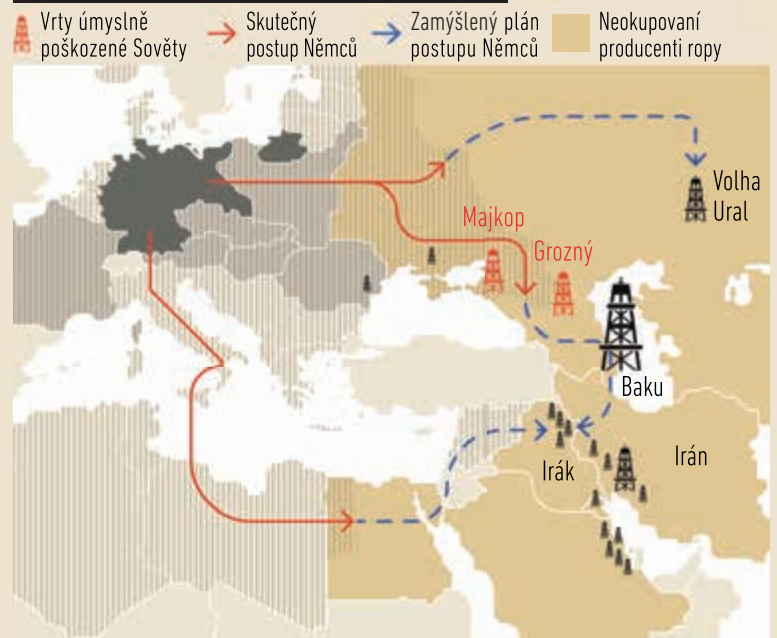 Vrty úmyslně
poškozené Sověty
Skutečný
postup Němců
Zamýšlený plán
postupu Němců
Neokupovaní
producenti ropy
Volha
Ural
Majkop
Grozný
Baku
Irák
Irán